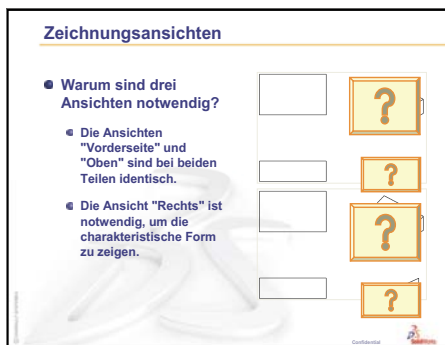 Zeichnungsansichten
Warum sind drei
Ansichten notwendig?
Die Ansichten
"Vorderseite" und
"Oben" sind bei beiden
Teilen identisch.
Die Ansicht "Rechts" ist
notwendig, um die
charakteristische Form
zu zeigen.
?
?
?
?
Confidential
SolidWorks